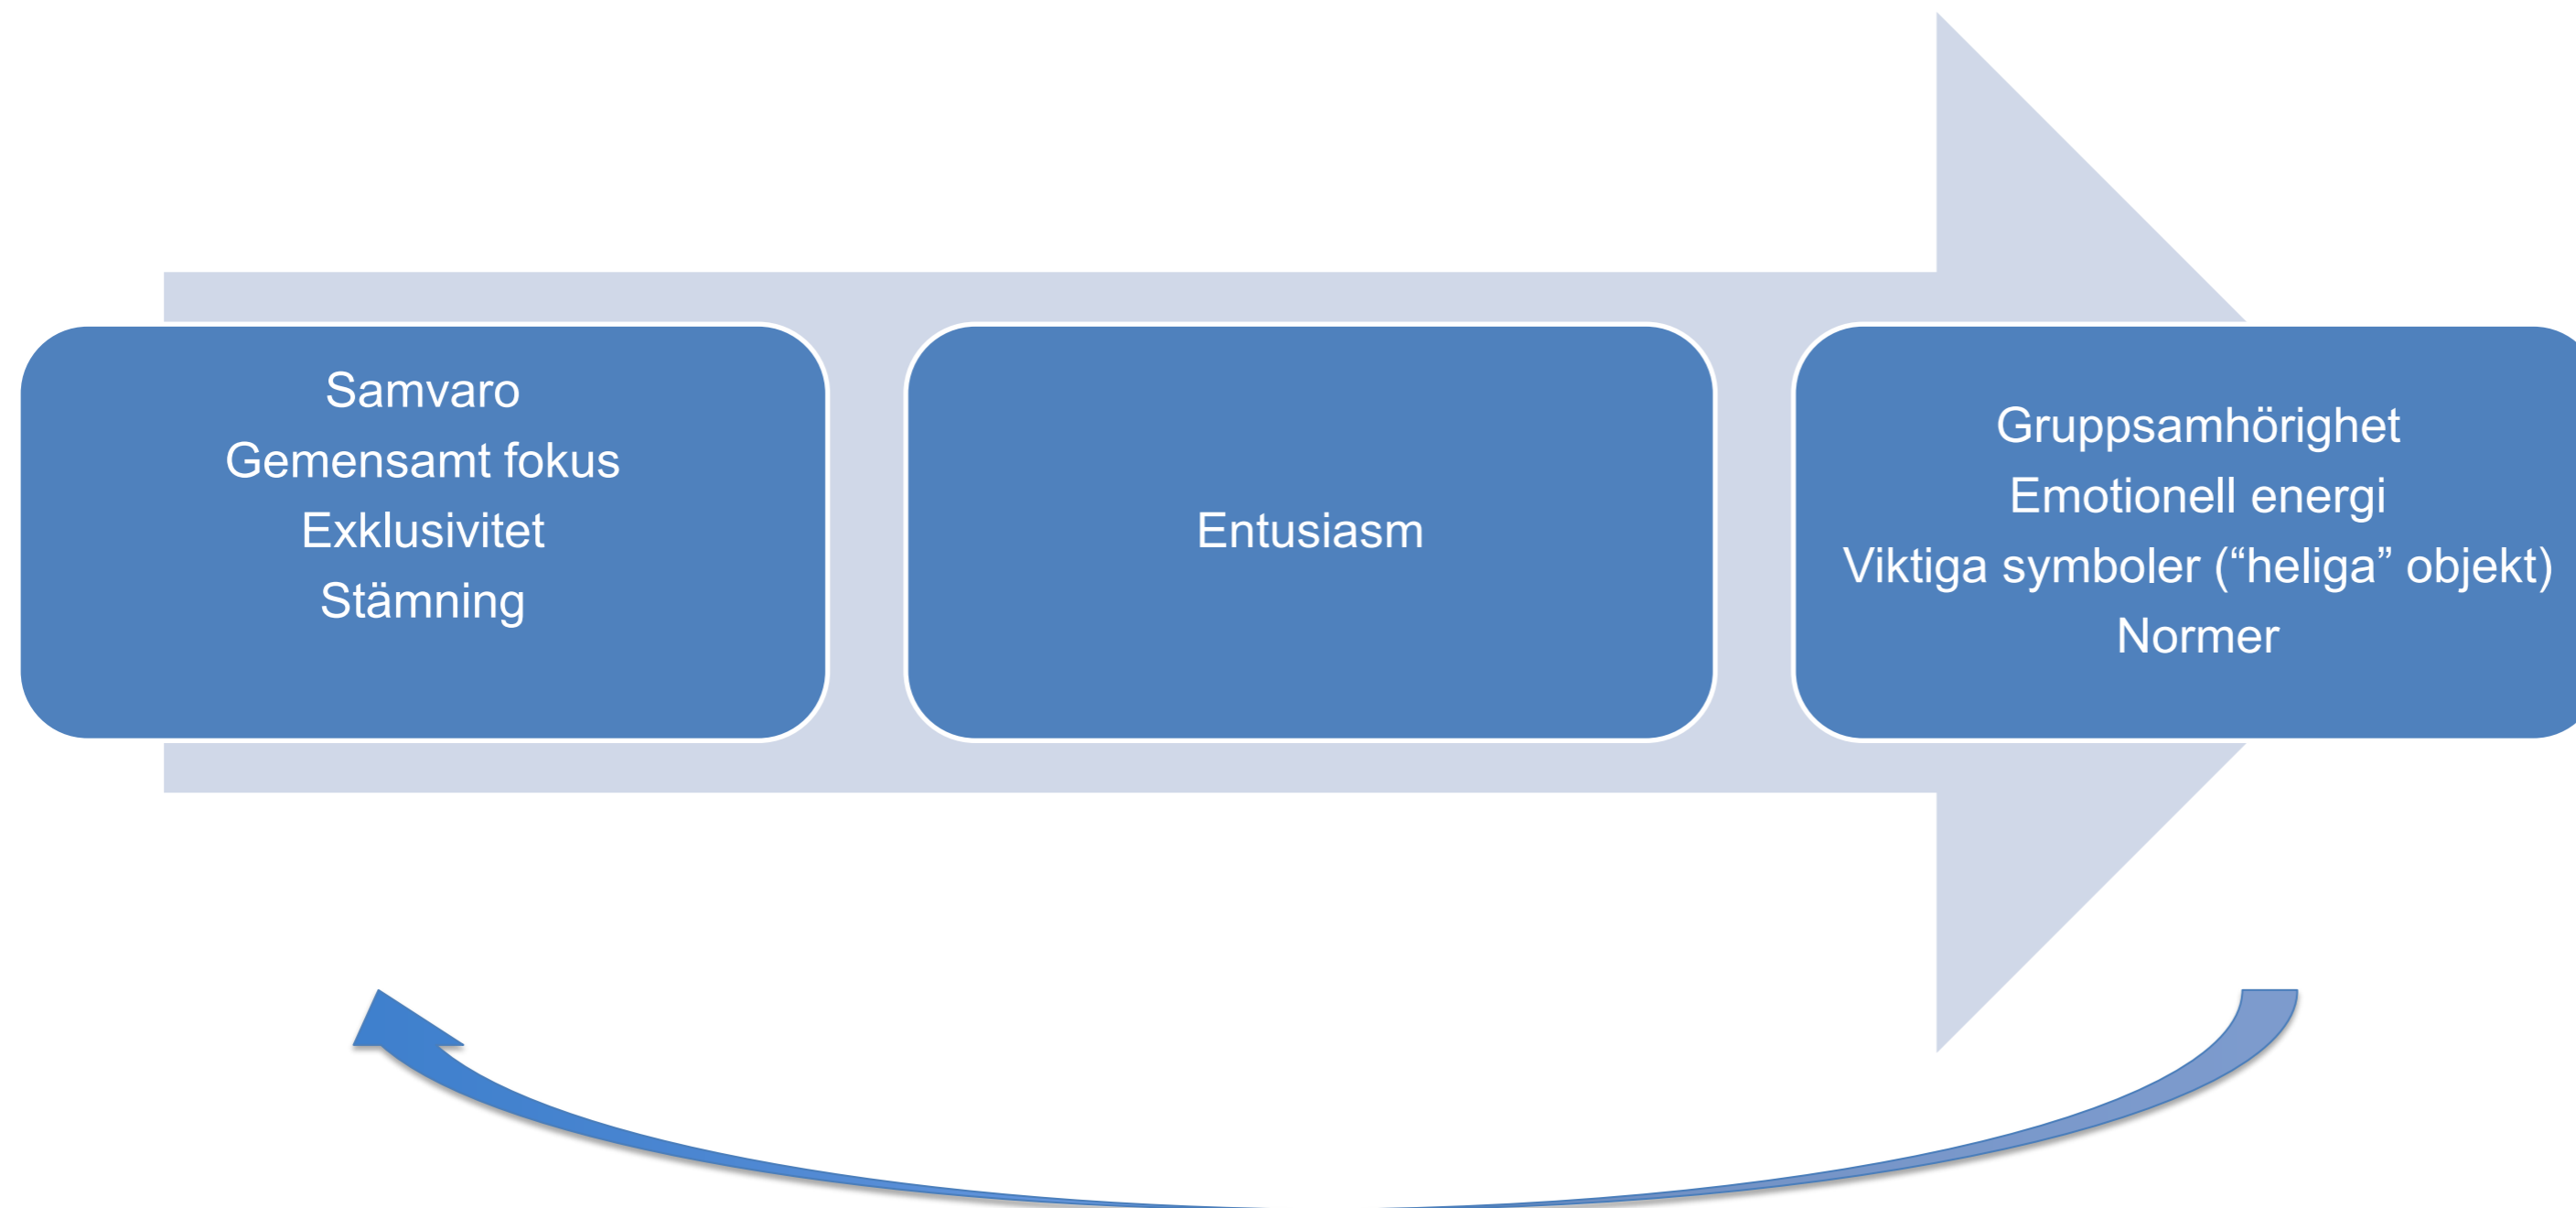 Samvaro
Gemensamt fokus
Exklusivitet
Stämning
Entusiasm
Gruppsamhörighet
Emotionell energi
Viktiga symboler (“heliga” objekt)
Normer